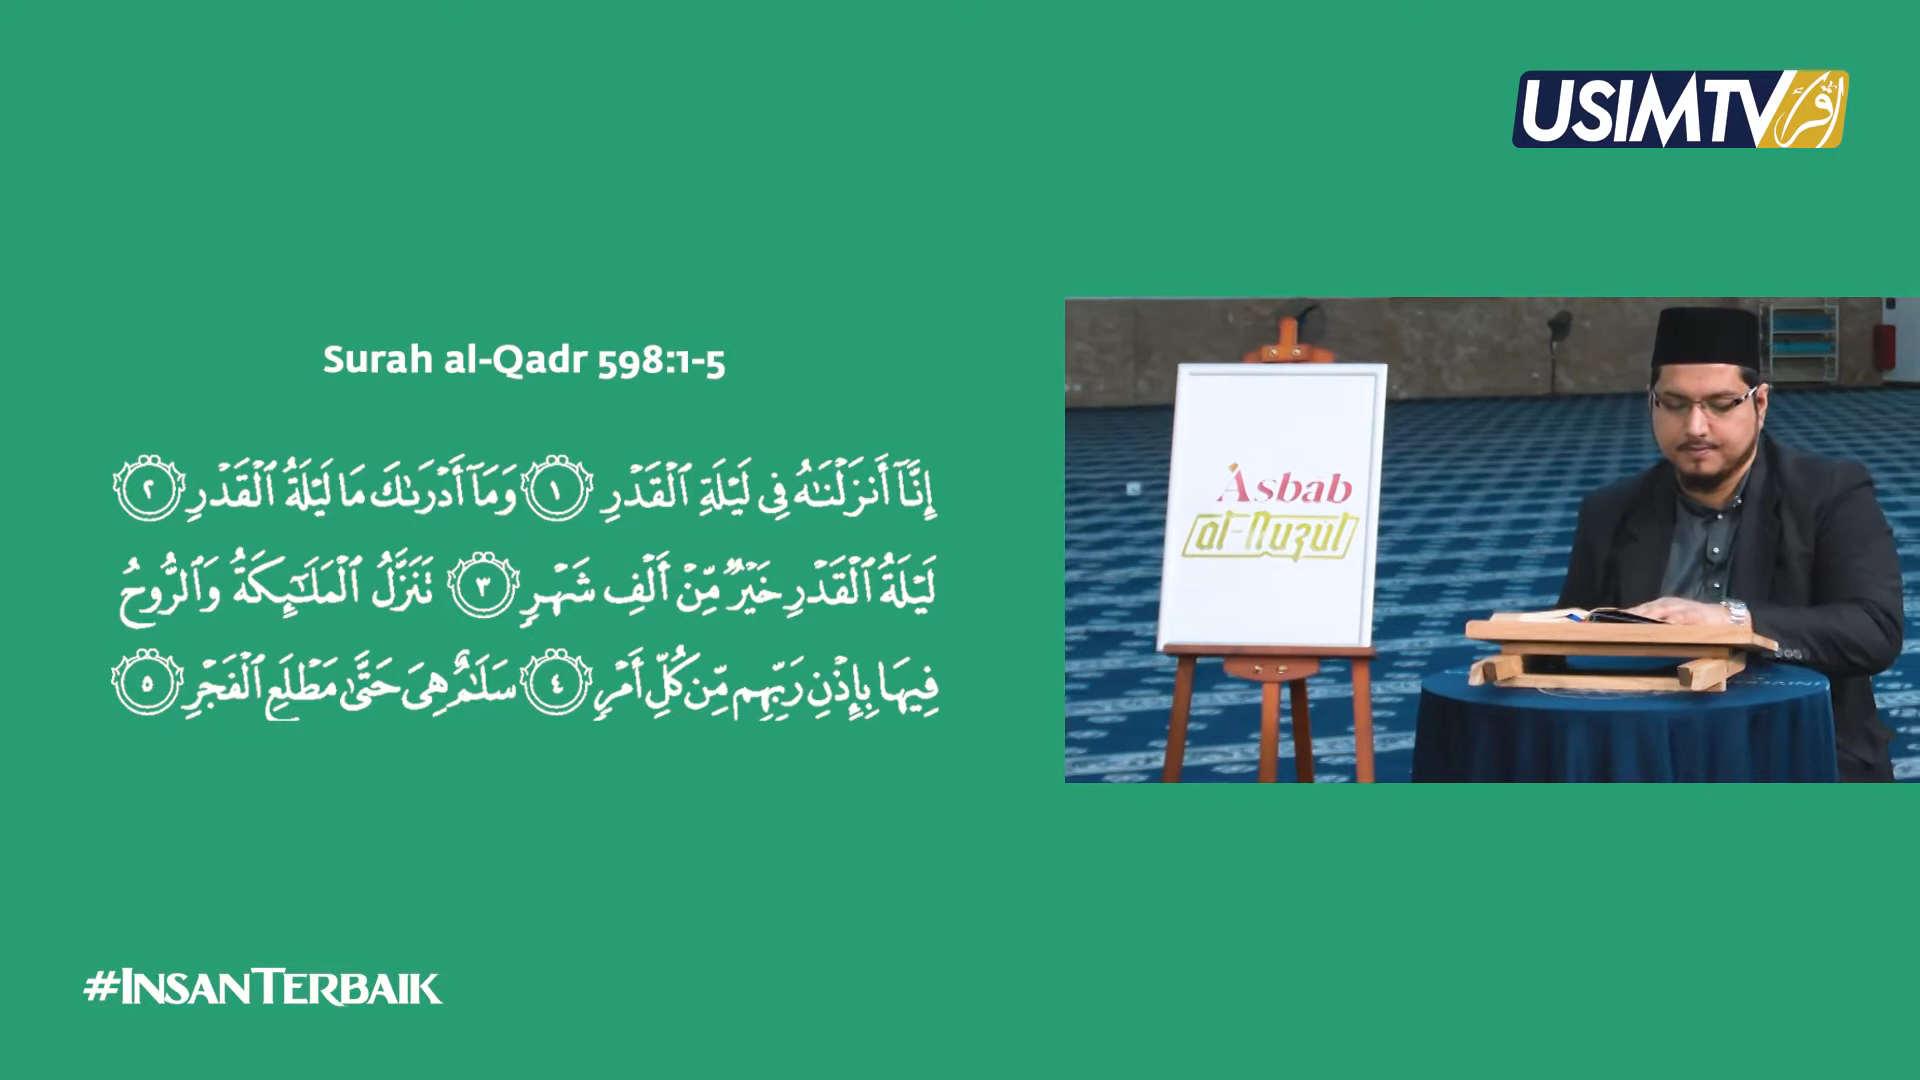 USIMTV اقرأ
Surah al-Qadr 598:1-5
إِنَّآ أَنزَلْنَٰهُ فِى لَيْلَةِ ٱلْقَدْرِ ١ وَمَآ أَدْرَىٰكَ مَا لَيْلَةُ ٱلْقَدْرِ ٢
لَيْلَةُ ٱلْقَدْرِ خَيْرٌ مِّنْ أَلْفِ شَهْرٍ ٣ تَنَزَّلُ ٱلْمَلَٰٓئِكَةُ وَٱلرُّوحُ
فِيهَا بِإِذْنِ رَبِّهِم مِّن كُلِّ أَمْرٍ ٤ سَلَٰمٌ هِىَ حَتَّىٰ مَطْلَعِ ٱلْفَجْرِ ٥
Asbab
al-Nuzul
#INSANTERBAIK